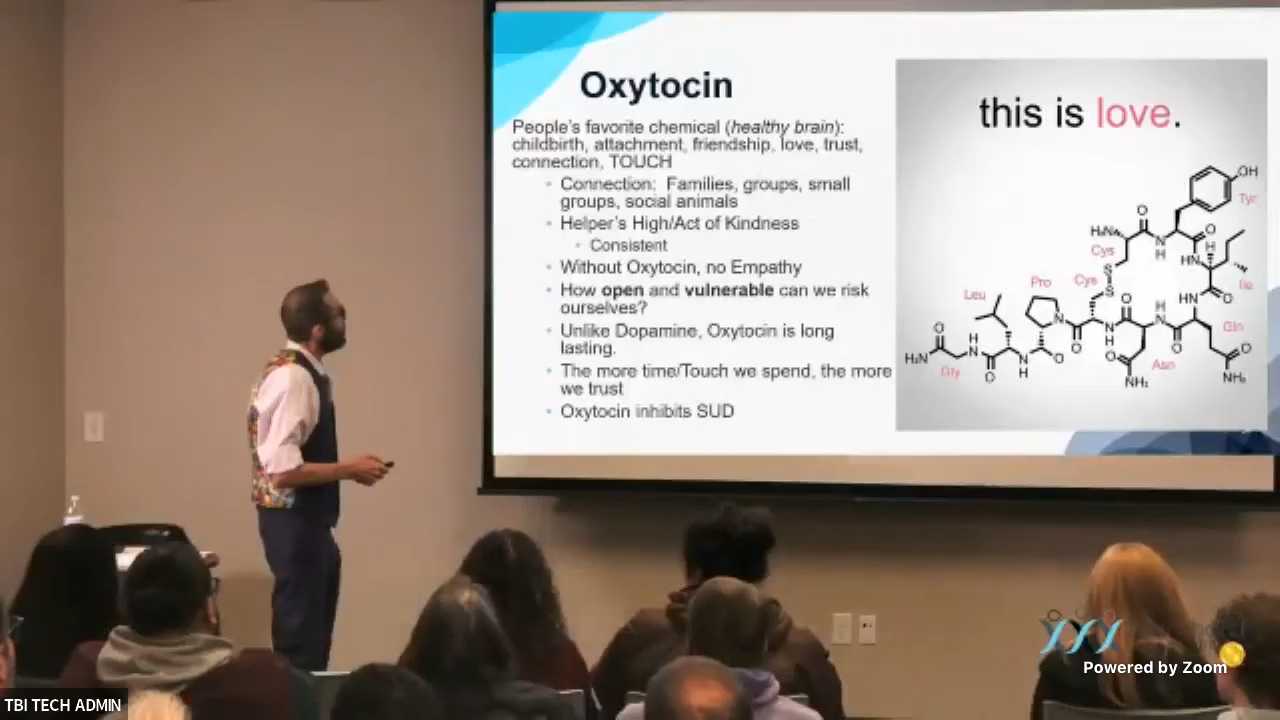 Oxytocin
People's favorite chemical (healthy brain):
childbirth, attachment, friendship, love, trust,
connection, TOUCH
Connection: Families, groups, small
groups, social animals
Helper's High/Act of Kindness
Consistent
Without Oxytocin, no Empathy
How open and vulnerable can we risk
ourselves?
Unlike Dopamine, Oxytocin is long
lasting.
The more time/Touch we spend, the more
we trust
Oxytocin inhibits SUD
this is love.
OH
Tyr
O
O
H₂N
N
H
Cys
HN
H
S
S
Cys
Ile
O
Pro
Leu
HN
O
H
N
O
N
Gln
O
H
N
O
N
H
O
O
H₂N
O
N
H
O
Asn
O
Gly
NH₂
NH₂
Powered by Zoom
TBI TECH ADMIN